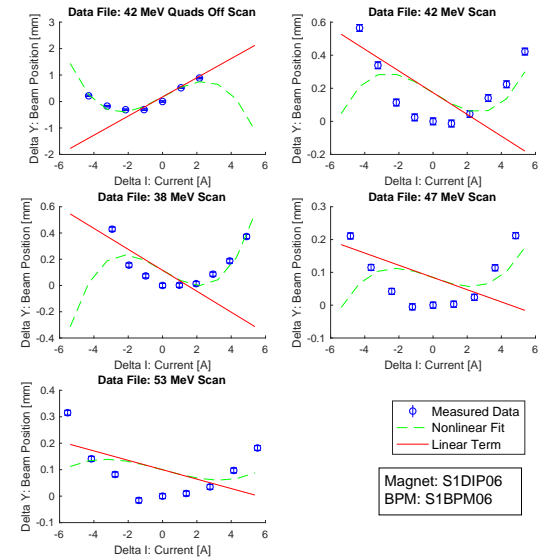 Data File: 42 MeV Quads Off Scan
Delta Y: Beam Position [mm]
3
2
1
0
-1
-2
-6 -4 -2 0 2 4 6
Delta I: Current [A]
Data File: 42 MeV Scan
Delta Y: Beam Position [mm]
0.6
0.4
0.2
0
-0.2
-6 -4 -2 0 2 4 6
Delta I: Current [A]
Data File: 38 MeV Scan
Delta Y: Beam Position [mm]
0.6
0.4
0.2
0
-0.2
-0.4
-6 -4 -2 0 2 4 6
Delta I: Current [A]
Data File: 47 MeV Scan
Delta Y: Beam Position [mm]
0.3
0.2
0.1
0
-0.1
-6 -4 -2 0 2 4 6
Delta I: Current [A]
Data File: 53 MeV Scan
Delta Y: Beam Position [mm]
0.4
0.3
0.2
0.1
0
-0.1
-6 -4 -2 0 2 4 6
Delta I: Current [A]
Measured Data
Nonlinear Fit
Linear Term
Magnet: S1DIP06
BPM: S1BPM06